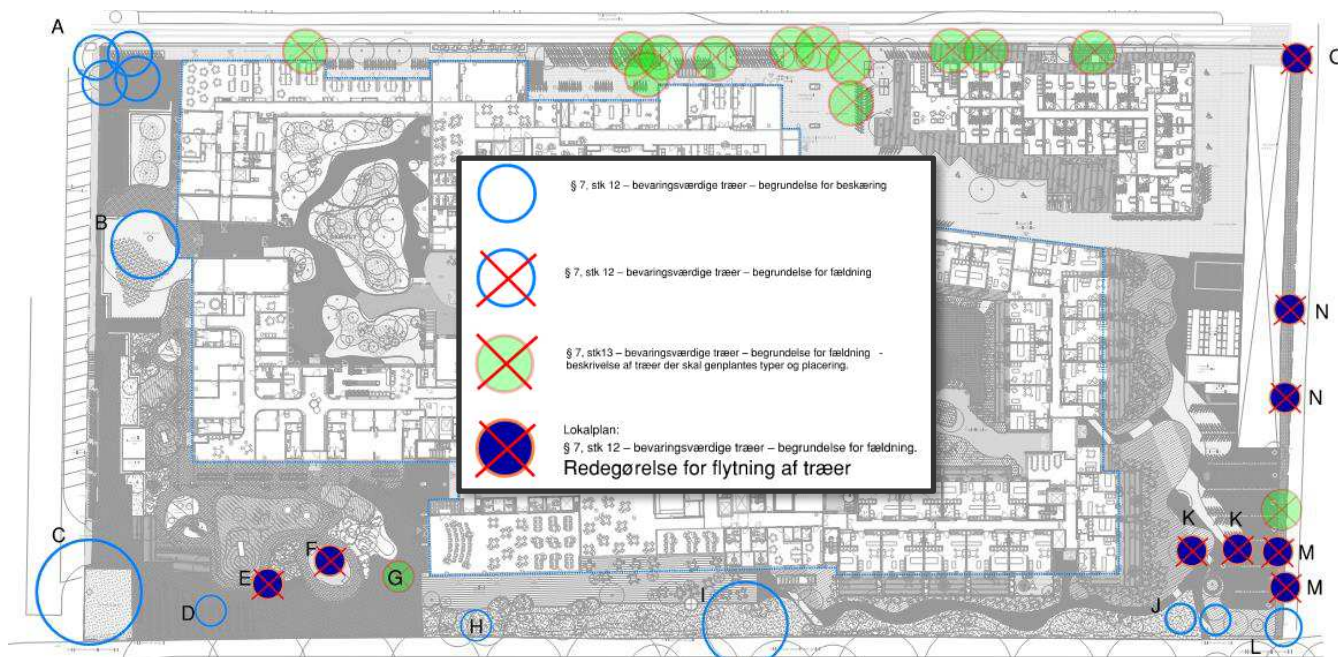 A
O
B
§ 7, stk 12 – bevaringsværdige træer – begrundelse for beskæring
§ 7, stk 12 – bevaringsværdige træer – begrundelse for fældning
N
§ 7, stk13 – bevaringsværdige træer – begrundelse for fældning -
beskrivelse af træer der skal genplantes typer og placering.
N
Lokalplan:
§ 7, stk 12 – bevaringsværdige træer – begrundelse for fældning.
Redegørelse for flytning af træer
C
F
K
K
M
E
G
M
D
H
I
J
L